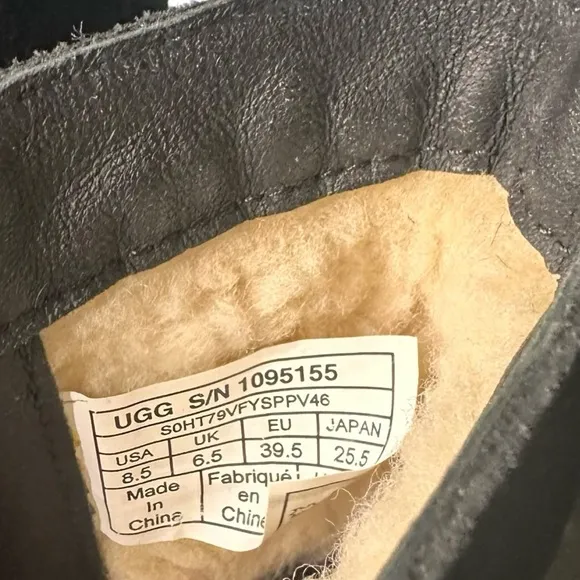 UGG S/N 1095155
S0HT79VFYSPPV46
USA UK EU JAPAN
8.5 6.5 39.5 25.5
Made Fabriqué
In en
China Chine